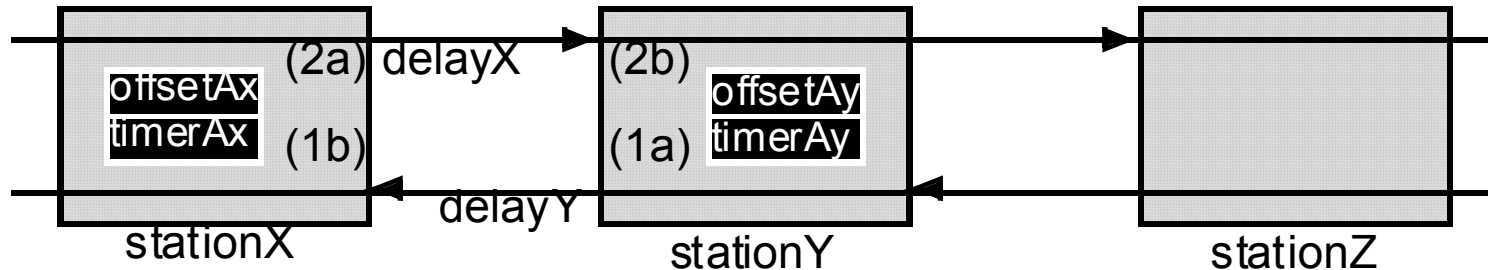 (2a) delayX (2b)
offsetAx
timerAx
offsetAy
timerAy
(1b) (1a)
delayY
stationX stationY stationZ